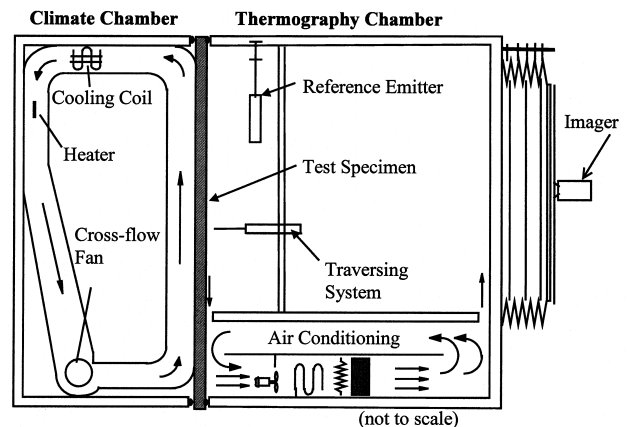 Climate Chamber
Thermography Chamber
Cooling Coil
Reference Emitter
Imager
Heater
Test Specimen
Cross-flow
Fan
Traversing
System
Air Conditioning
(not to scale)